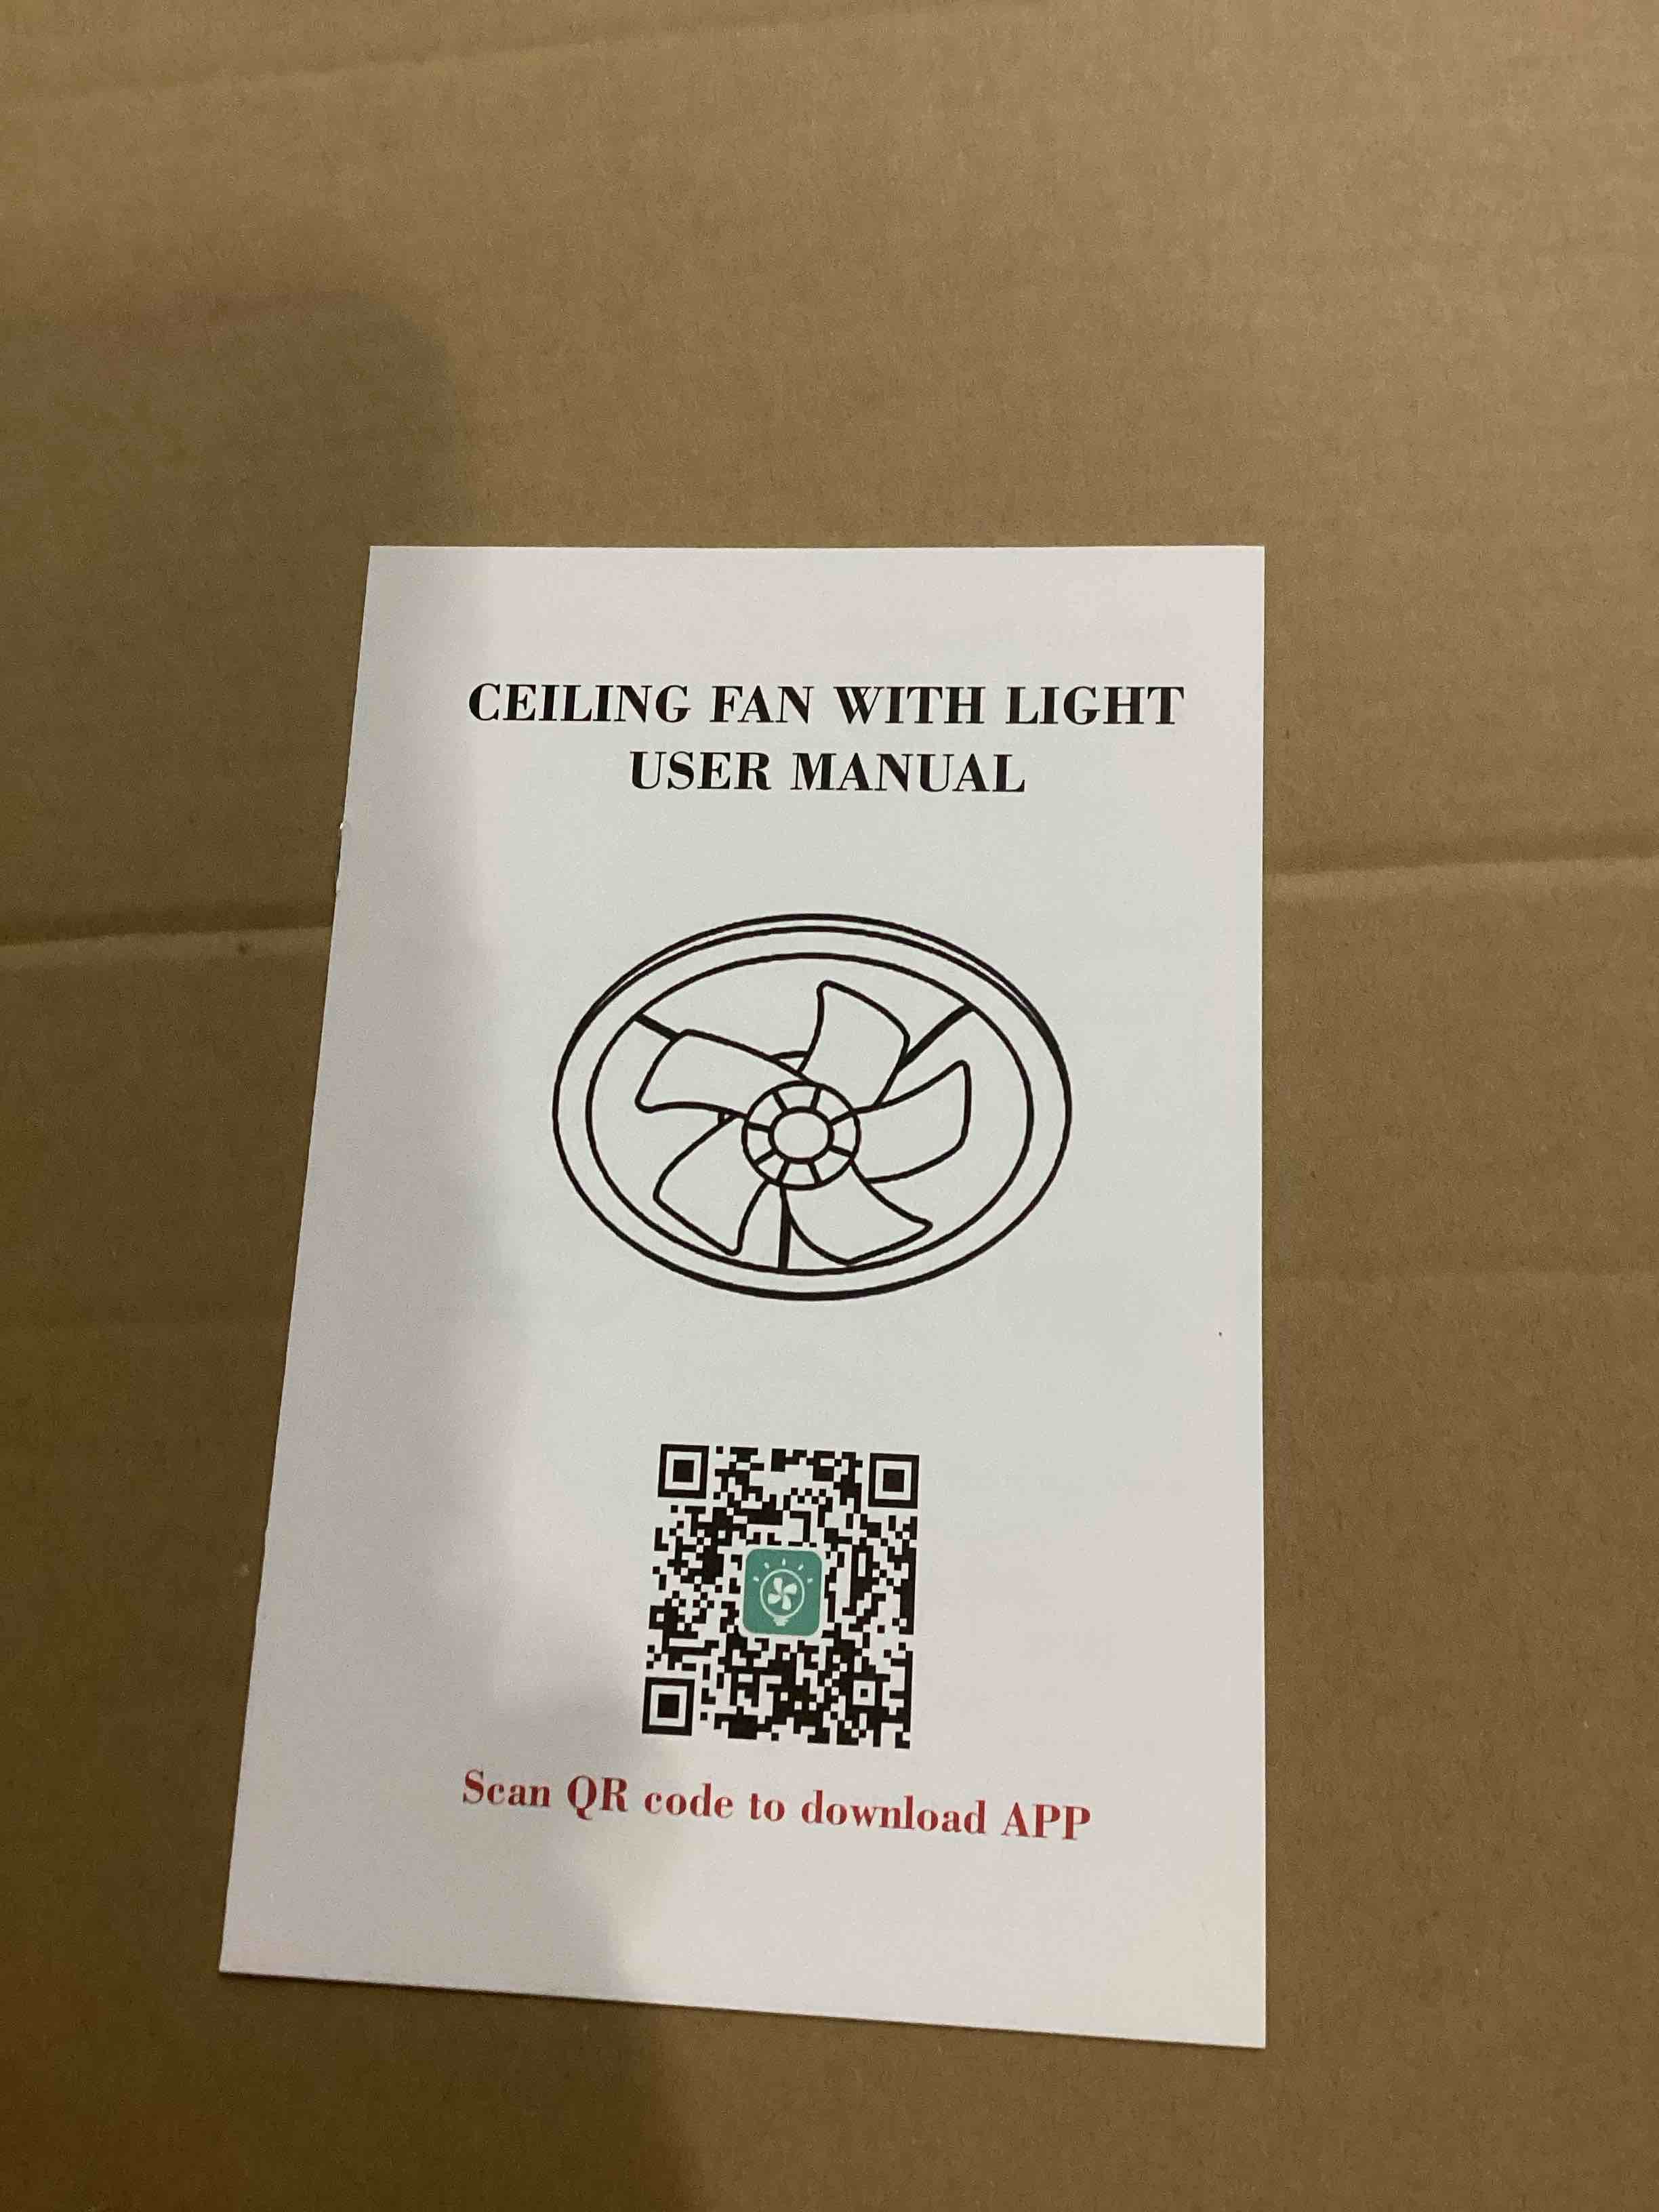 CEILING FAN WITH LIGHT
USER MANUAL
Scan QR code to download APP